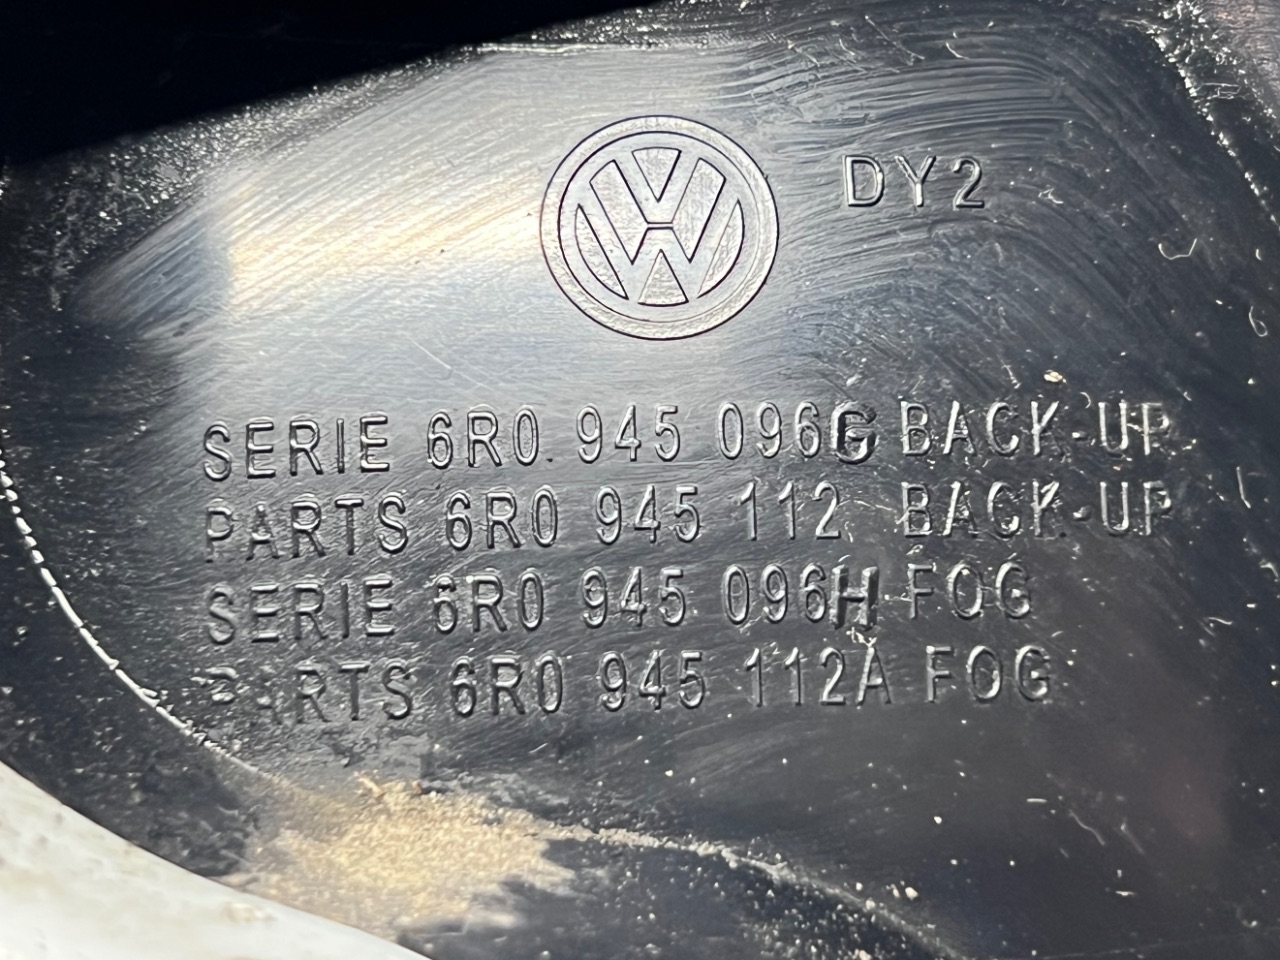 DY2
SERIE 6R0 945 096G BACK-UP
PARTS 6R0 945 112 BACK-UP
SERIE 6R0 945 096H FOG
PARTS 6R0 945 112A FOG